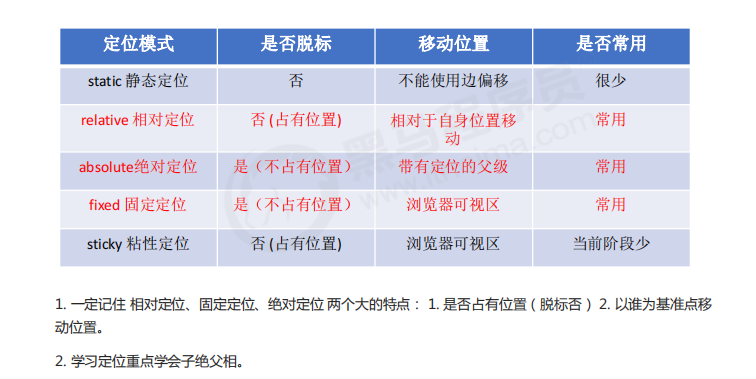 定位模式 是否脱标 移动位置 是否常用
static 静态定位 否 不能使用边偏移 很少
relative 相对定位 否 (占有位置) 相对于自身位置移
动 常用
absolute绝对定位 是（不占有位置） 带有定位的父级 常用
fixed 固定定位 是（不占有位置） 浏览器可视区 常用
sticky 粘性定位 否 (占有位置) 浏览器可视区 当前阶段少
1. 一定记住 相对定位、固定定位、绝对定位 两个大的特点： 1. 是否占有位置（脱标否） 2. 以谁为基准点移
动位置。
2. 学习定位重点学会子绝父相。